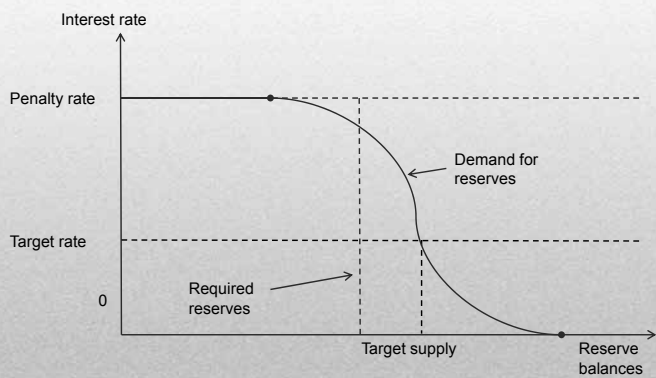 Interest rate
Penalty rate
Demand for
reserves
Target rate
Required
reserves
0
Target supply
Reserve
balances